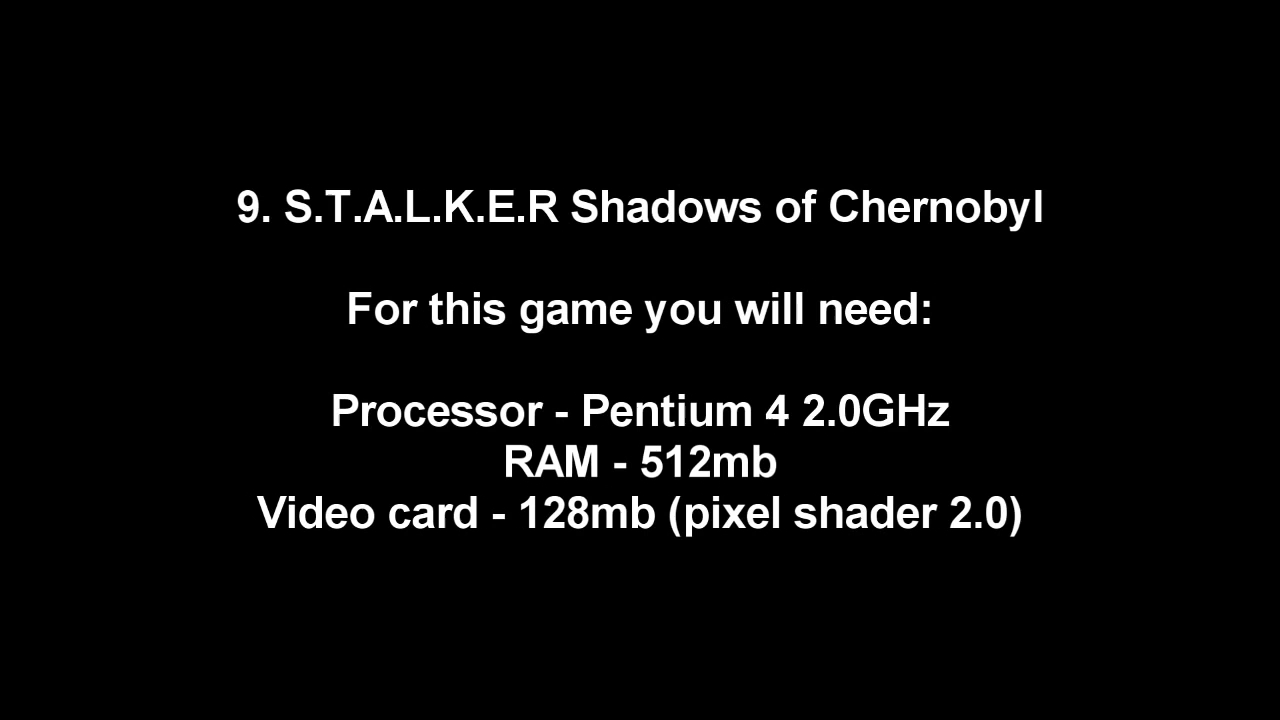 9. S.T.A.L.K.E.R Shadows of Chernobyl
For this game you will need:
Processor - Pentium 4 2.0GHz
RAM - 512mb
Video card - 128mb (pixel shader 2.0)